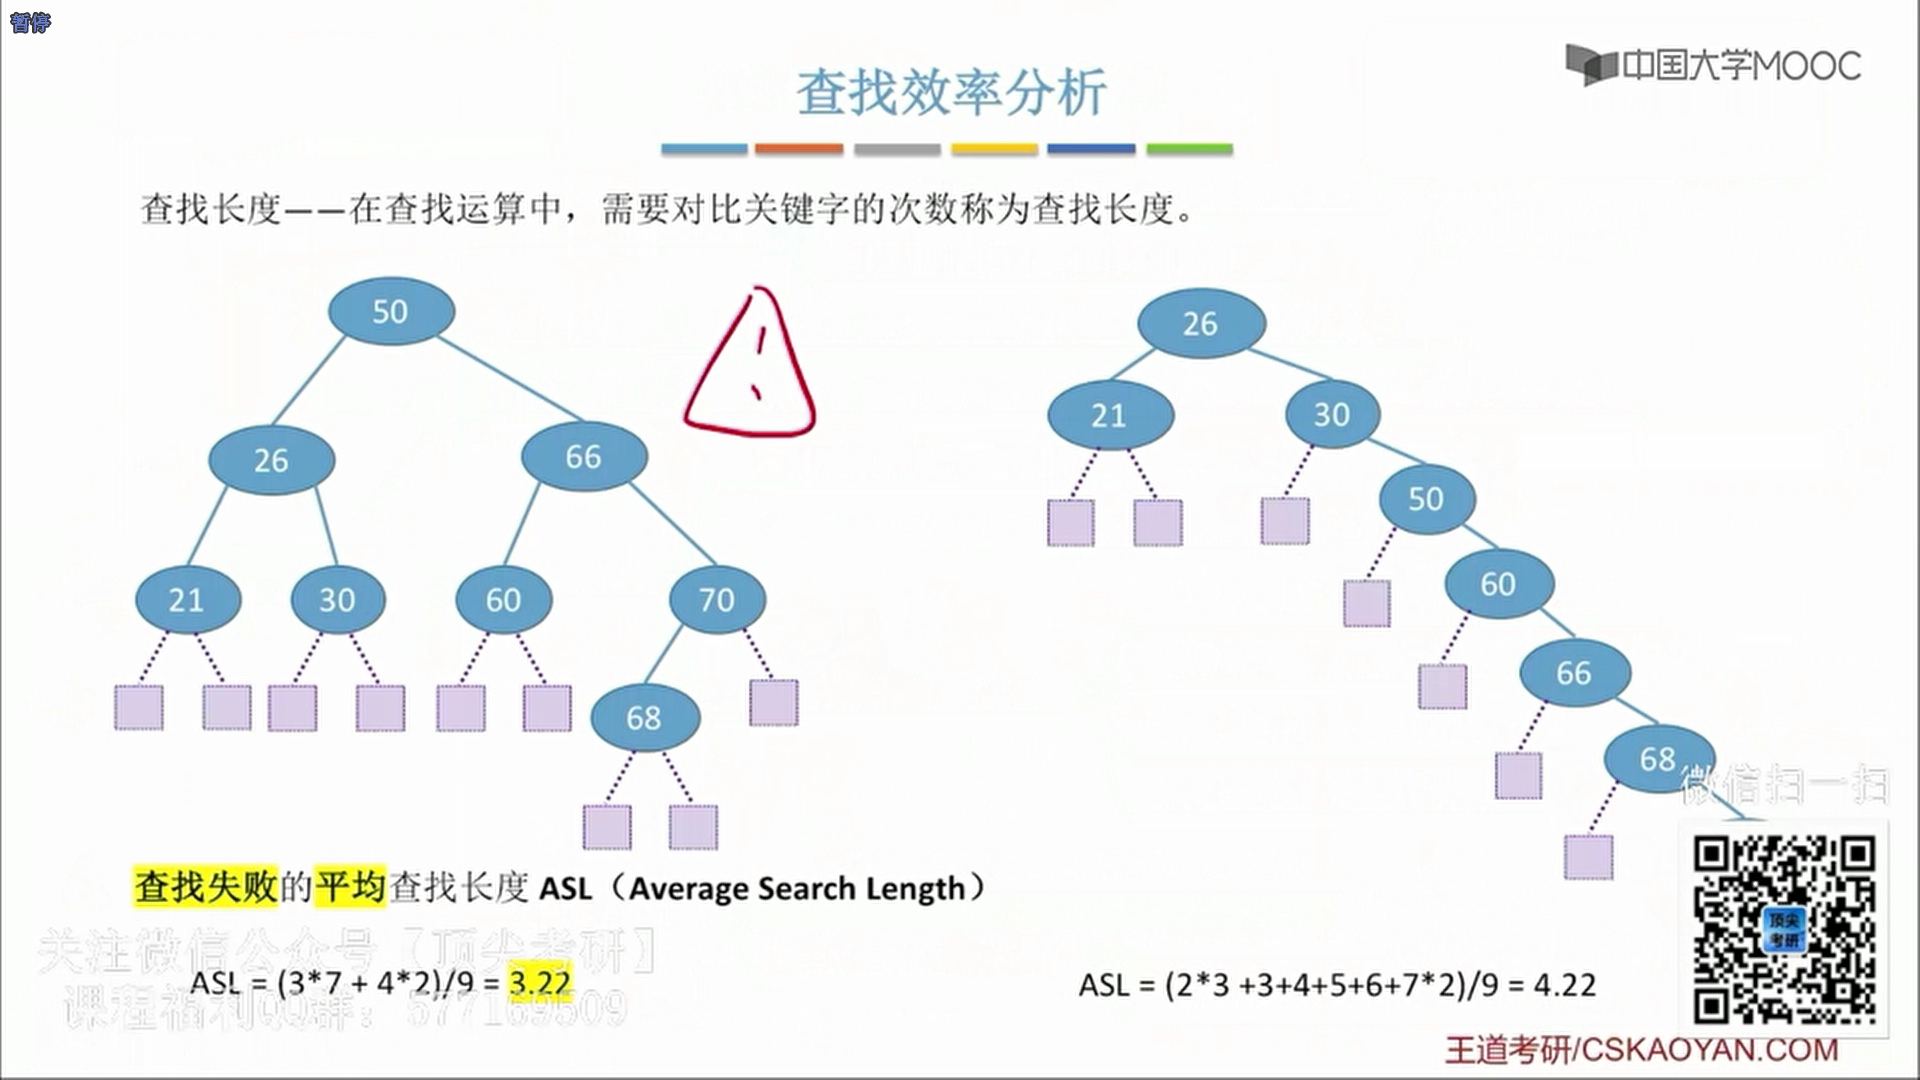 暂停
中国大学MOOC
查找效率分析
查找长度——在查找运算中，需要对比关键字的次数称为查找长度。
50
26
66
21
30
60
70
68
26
21
30
50
60
66
68
微信扫一扫
顶尖
考研
查找失败的平均查找长度 ASL（Average Search Length）
关注微信公众号【顶尖考研】
ASL = (3*7 + 4*2)/9 = 3.22
课程福利QQ群：577169509
ASL = (2*3 +3+4+5+6+7*2)/9 = 4.22
王道考研/CSKAOYAN.COM